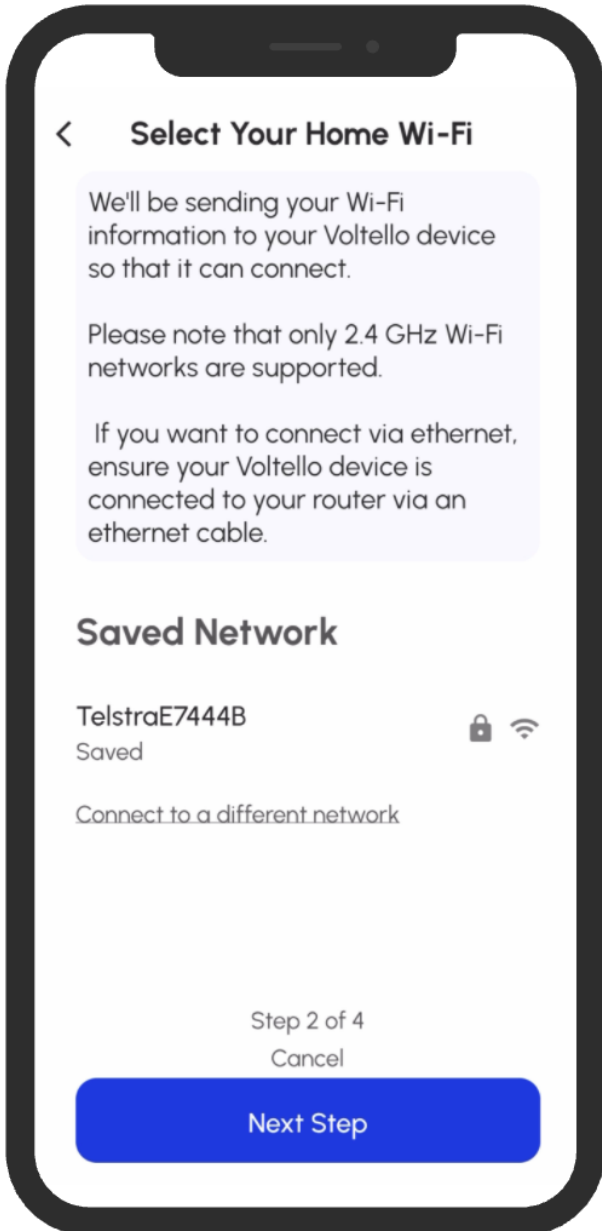 Select Your Home Wi-Fi
We'll be sending your Wi-Fi
information to your Voltello device
so that it can connect.
Please note that only 2.4 GHz Wi-Fi
networks are supported.
If you want to connect via ethernet,
ensure your Voltello device is
connected to your router via an
ethernet cable.
Saved Network
TelstraE7444B
Saved
Connect to a different network
Step 2 of 4
Cancel
Next Step